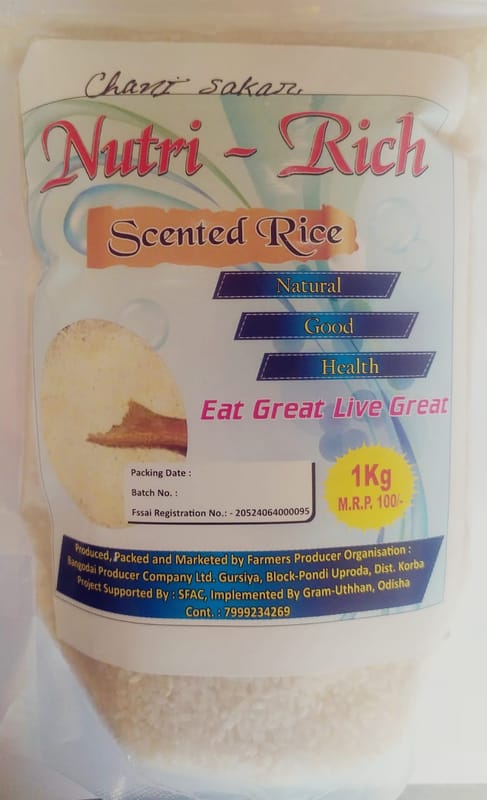 Chani sakar
Nutri - Rich
Scented Rice
Natural
Good
Health
Eat Great Live Great
Packing Date :
Batch No. :
Fssai Registration No.: - 20524064000095
1Kg
M.R.P. 100/-
Produced, Packed and Marketed by Farmers Producer Organisation :
Bangodai Producer Company Ltd. Gursiya, Block-Pondi Uproda, Dist. Korba
Project Supported By : SFAC, Implemented By Gram-Uthhan, Odisha
Cont. : 7999234269